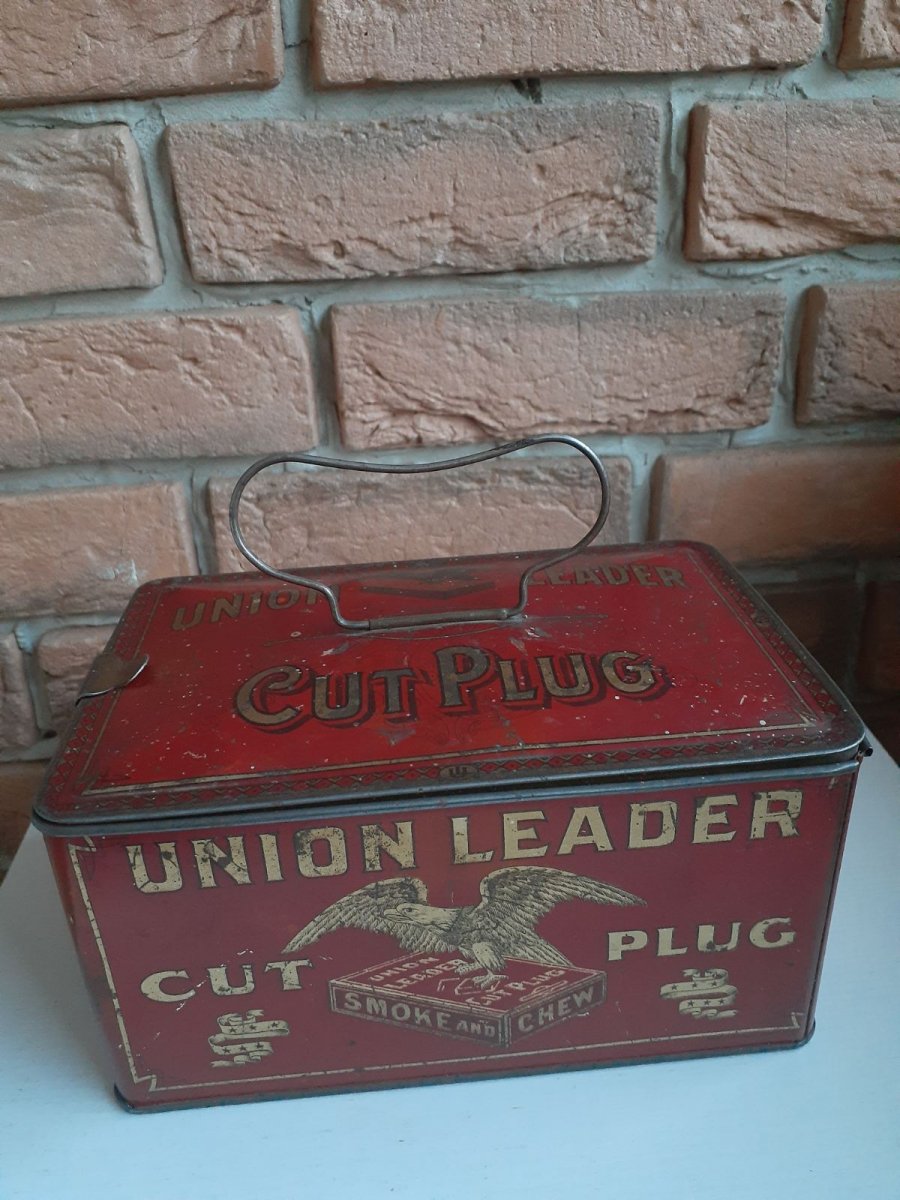 UNION LEADER
CUT PLUG
UNION LEADER
CUT PLUG
UNION
LEADER
CUT PLUG
SMOKE AND CHEW